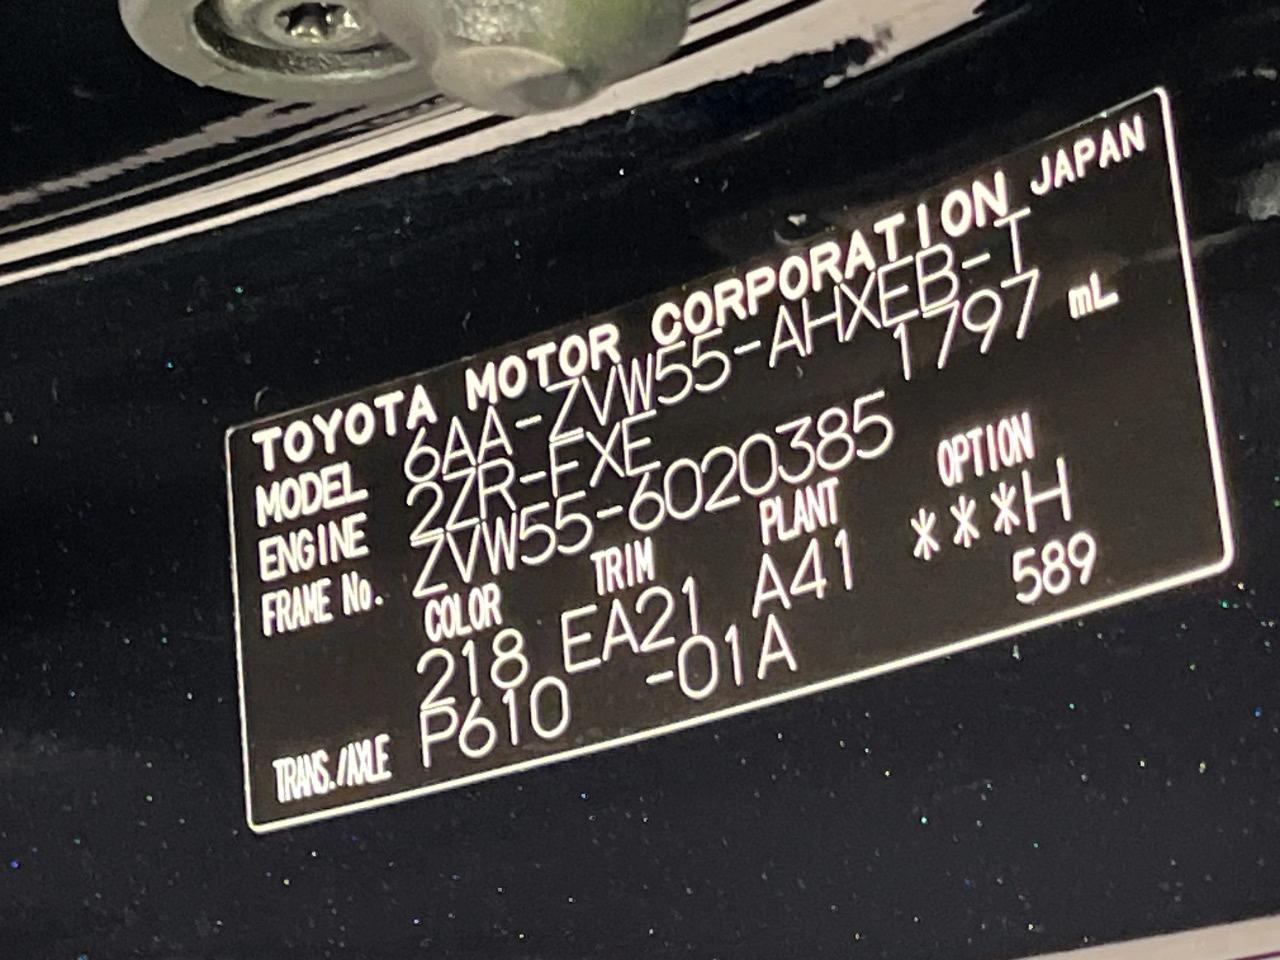 TOYOTA MOTOR CORPORATION JAPAN
MODEL 6AA-ZVW55-AHXEB-T
ENGINE 2ZR-FXE 1797 mL
FRAME No. ZVW55-6020385
COLOR TRIM PLANT OPTION
218 EA21 A41 ***H
TRANS./AXLE P610 -01A 589